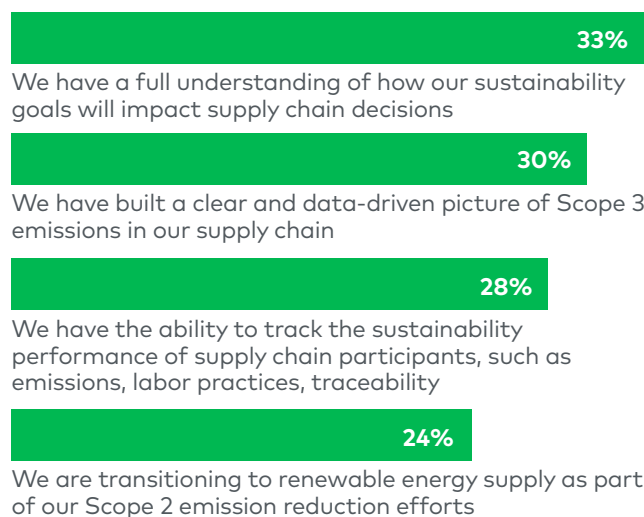 33%
We have a full understanding of how our sustainability
goals will impact supply chain decisions
30%
We have built a clear and data-driven picture of Scope 3
emissions in our supply chain
28%
We have the ability to track the sustainability
performance of supply chain participants, such as
emissions, labor practices, traceability
24%
We are transitioning to renewable energy supply as part
of our Scope 2 emission reduction efforts